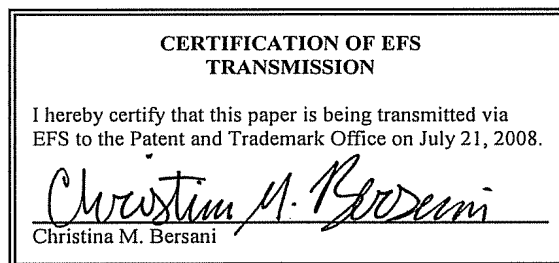 CERTIFICATION OF EFS
TRANSMISSION
I hereby certify that this paper is being transmitted via
EFS to the Patent and Trademark Office on July 21, 2008.
Christina M. Bersani
Christina M. Bersani